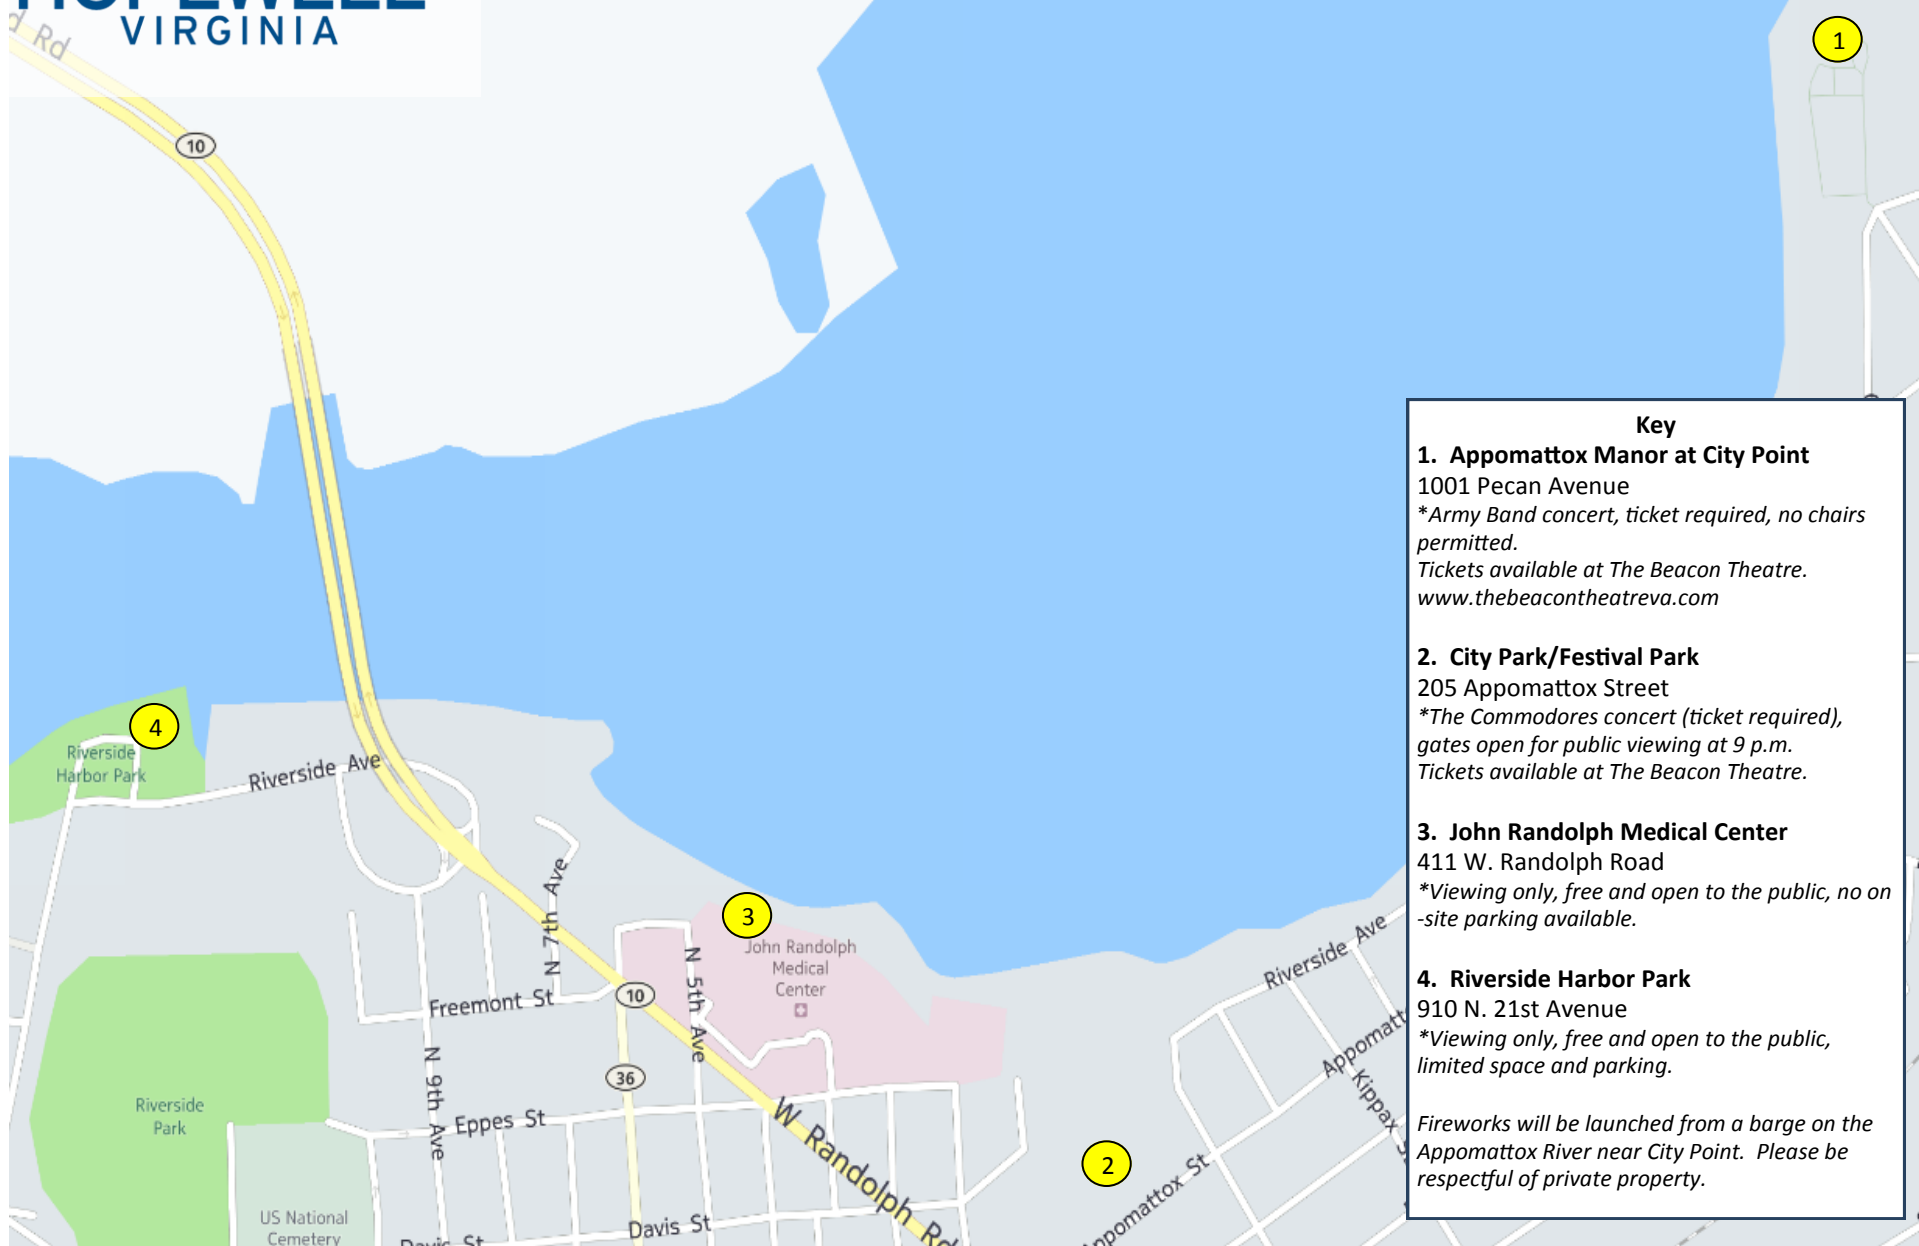 HOPEWELL
VIRGINIA
d Rd
10
1
4
Riverside
Harbor Park
Riverside Ave
N 7th Ave
3
John Randolph
Medical
Center
N 5th Ave
10
Freemont St
36
N 9th Ave
Eppes St
Riverside
Park
US National
Cemetery
Davis St
Davis St
W Randolph Rd
2
Appomattox St
Riverside Ave
Appomatt
Kippax
Key
1. Appomattox Manor at City Point
1001 Pecan Avenue
*Army Band concert, ticket required, no chairs
permitted.
Tickets available at The Beacon Theatre.
www.thebeacontheatreva.com
2. City Park/Festival Park
205 Appomattox Street
*The Commodores concert (ticket required),
gates open for public viewing at 9 p.m.
Tickets available at The Beacon Theatre.
3. John Randolph Medical Center
411 W. Randolph Road
*Viewing only, free and open to the public, no on
-site parking available.
4. Riverside Harbor Park
910 N. 21st Avenue
*Viewing only, free and open to the public,
limited space and parking.
Fireworks will be launched from a barge on the
Appomattox River near City Point. Please be
respectful of private property.